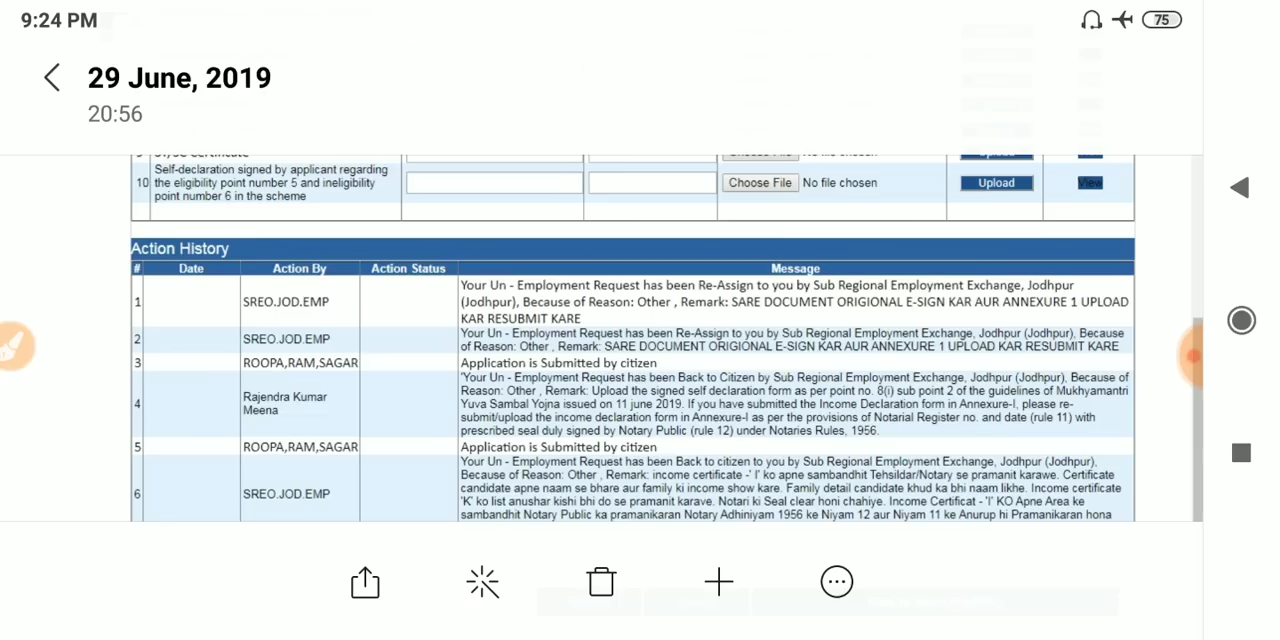 9:24 PM
75
29 June, 2019
20:56
Self-declaration signed by applicant regarding
10 the eligibility point number 5 and ineligibility Choose File No file chosen Upload View
point number 6 in the scheme
Action History
# Date Action By Action Status Message
Your Un - Employment Request has been Re-Assign to you by Sub Regional Employment Exchange, Jodhpur
1 SREO.JOD.EMP (Jodhpur), Because of Reason: Other , Remark: SARE DOCUMENT ORIGIONAL E-SIGN KAR AUR ANNEXURE 1 UPLOAD
KAR RESUBMIT KARE
2 SREO.JOD.EMP Your Un - Employment Request has been Re-Assign to you by Sub Regional Employment Exchange, Jodhpur (Jodhpur), Because
of Reason: Other , Remark: SARE DOCUMENT ORIGIONAL E-SIGN KAR AUR ANNEXURE 1 UPLOAD KAR RESUBMIT KARE
3 ROOPA,RAM,SAGAR Application is Submitted by citizen
'Your Un - Employment Request has been Back to Citizen by Sub Regional Employment Exchange, Jodhpur (Jodhpur), Because of
Reason: Other , Remark: Upload the signed self declaration form as per point no. 8(i) sub point 2 of the guidelines of Mukhyamantri
4 Rajendra Kumar Meena Yuva Sambal Yojna issued on 11 june 2019. If you have submitted the Income Declaration form in Annexure-I, please re-
submit/upload the income declaration form in Annexure-I as per the provisions of Notarial Register no. and date (rule 11) with
prescribed seal duly signed by Notary Public (rule 12) under Notaries Rules, 1956.
5 ROOPA,RAM,SAGAR Application is Submitted by citizen
Your Un - Employment Request has been Back to citizen to you by Sub Regional Employment Exchange, Jodhpur (Jodhpur),
Because of Reason: Other , Remark: income certificate -' I' ko apne sambandhit Tehsildar/Notary se pramanit karawe. Certificate
6 SREO.JOD.EMP candidate apne naam se bhare aur family ki income show kare. Family detail candidate khud ka bhi naam likhe. Income certificate
'K' ko list anushar kishi bhi do se pramanit karave. Notari ki Seal clear honi chahiye. Income Certificat - 'I' KO Apne Area ke
sambandhit Notary Public ka pramanikaran Notary Adhiniyam 1956 ke Niyam 12 aur Niyam 11 ke Anurup hi Pramanikaran hona